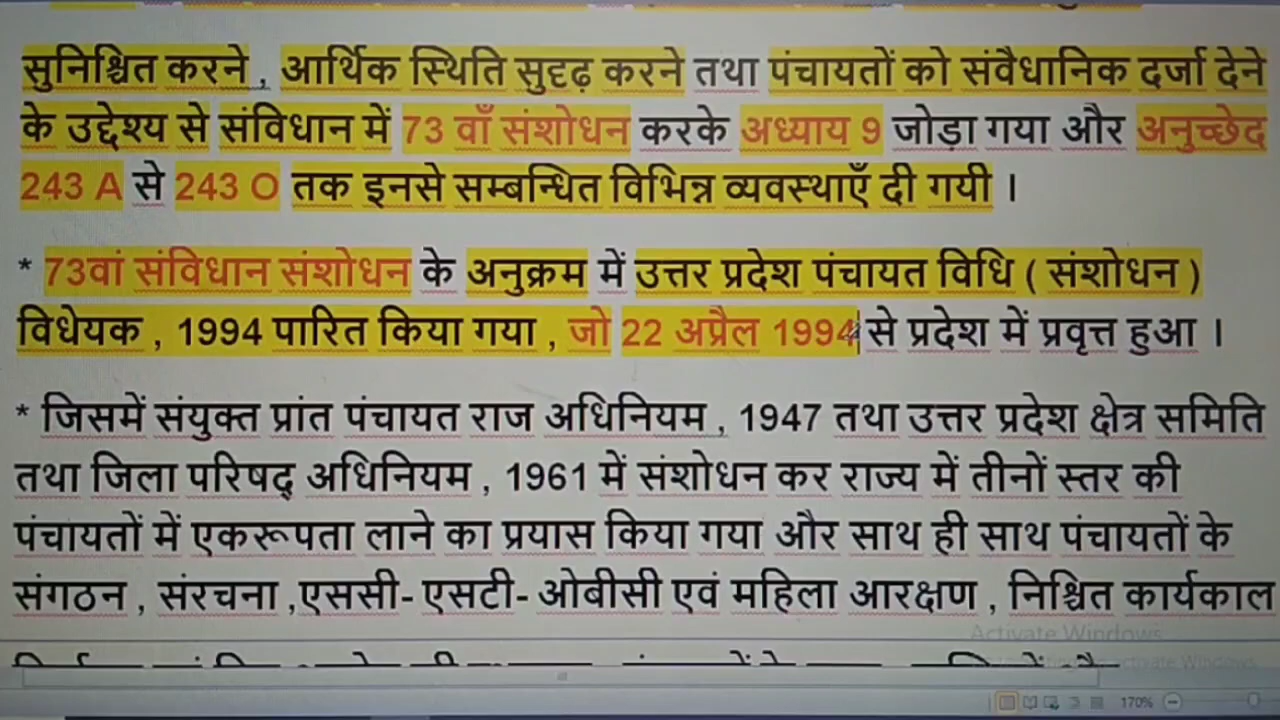 सुनिश्चित करने , आर्थिक स्थिति सुदृढ़ करने तथा पंचायतों को संवैधानिक दर्जा देने
के उद्देश्य से संविधान में 73 वाँ संशोधन करके अध्याय 9 जोड़ा गया और अनुच्छेद
243 A से 243 O तक इनसे सम्बन्धित विभिन्न व्यवस्थाएँ दी गयी ।
* 73वां संविधान संशोधन के अनुक्रम में उत्तर प्रदेश पंचायत विधि ( संशोधन )
विधेयक , 1994 पारित किया गया , जो 22 अप्रैल 1994 से प्रदेश में प्रवृत्त हुआ ।
* जिसमें संयुक्त प्रांत पंचायत राज अधिनियम , 1947 तथा उत्तर प्रदेश क्षेत्र समिति
तथा जिला परिषद् अधिनियम , 1961 में संशोधन कर राज्य में तीनों स्तर की
पंचायतों में एकरूपता लाने का प्रयास किया गया और साथ ही साथ पंचायतों के
संगठन , संरचना ,एससी- एसटी- ओबीसी एवं महिला आरक्षण , निश्चित कार्यकाल
Activate Windows
170%